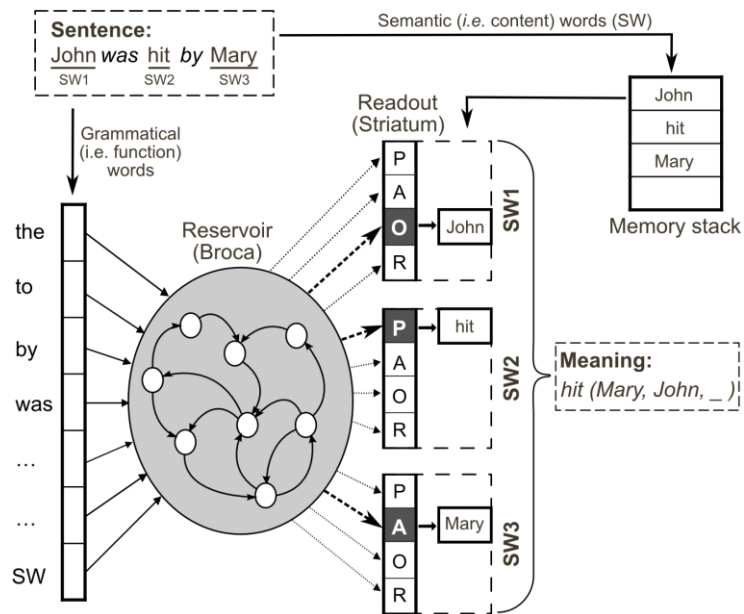 Sentence:
John was hit by Mary
SW1 SW2 SW3
Semantic (i.e. content) words (SW)
Grammatical
(i.e. function)
words
Readout
(Striatum)
John
hit
Mary
Memory stack
the
to
by
was
...
...
SW
Reservoir
(Broca)
P
A
O
R
John
SW1
P
A
O
R
hit
SW2
P
A
O
R
Mary
SW3
Meaning:
hit (Mary, John, _ )